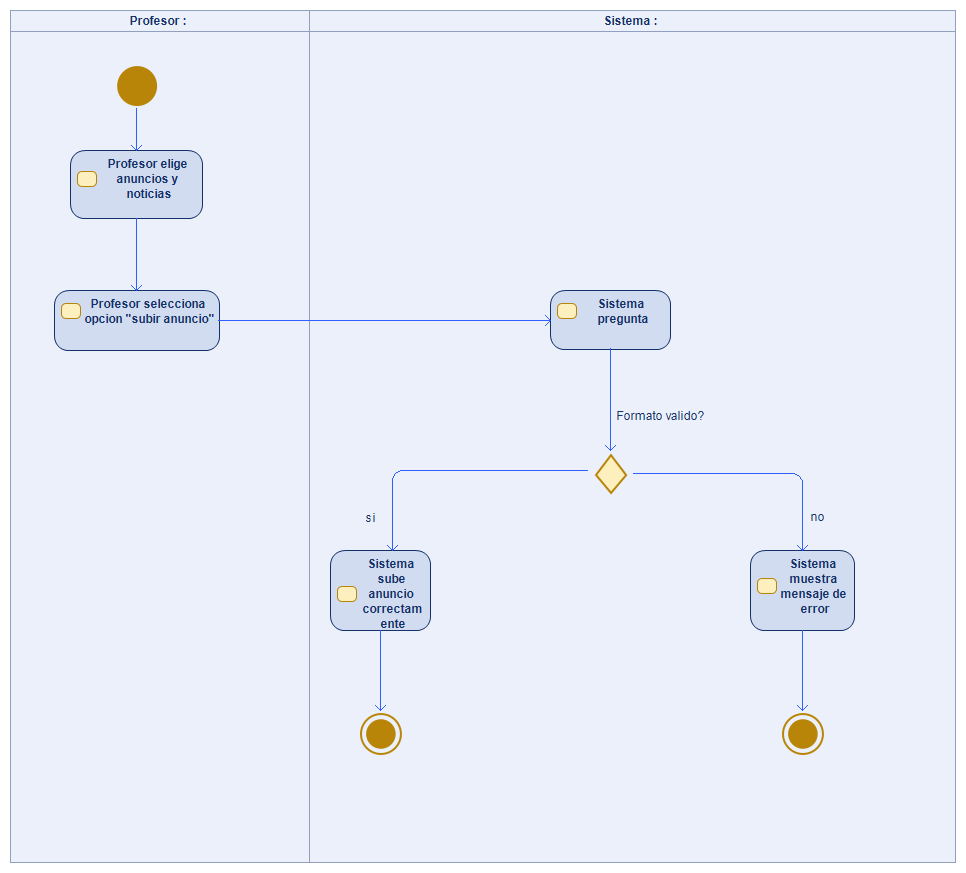 Profesor :
Sistema :
Profesor elige
anuncios y
noticias
Profesor selecciona
opcion "subir anuncio"
Sistema
pregunta
Formato valido?
si
no
Sistema
sube
anuncio
correctam
ente
Sistema
muestra
mensaje de
error